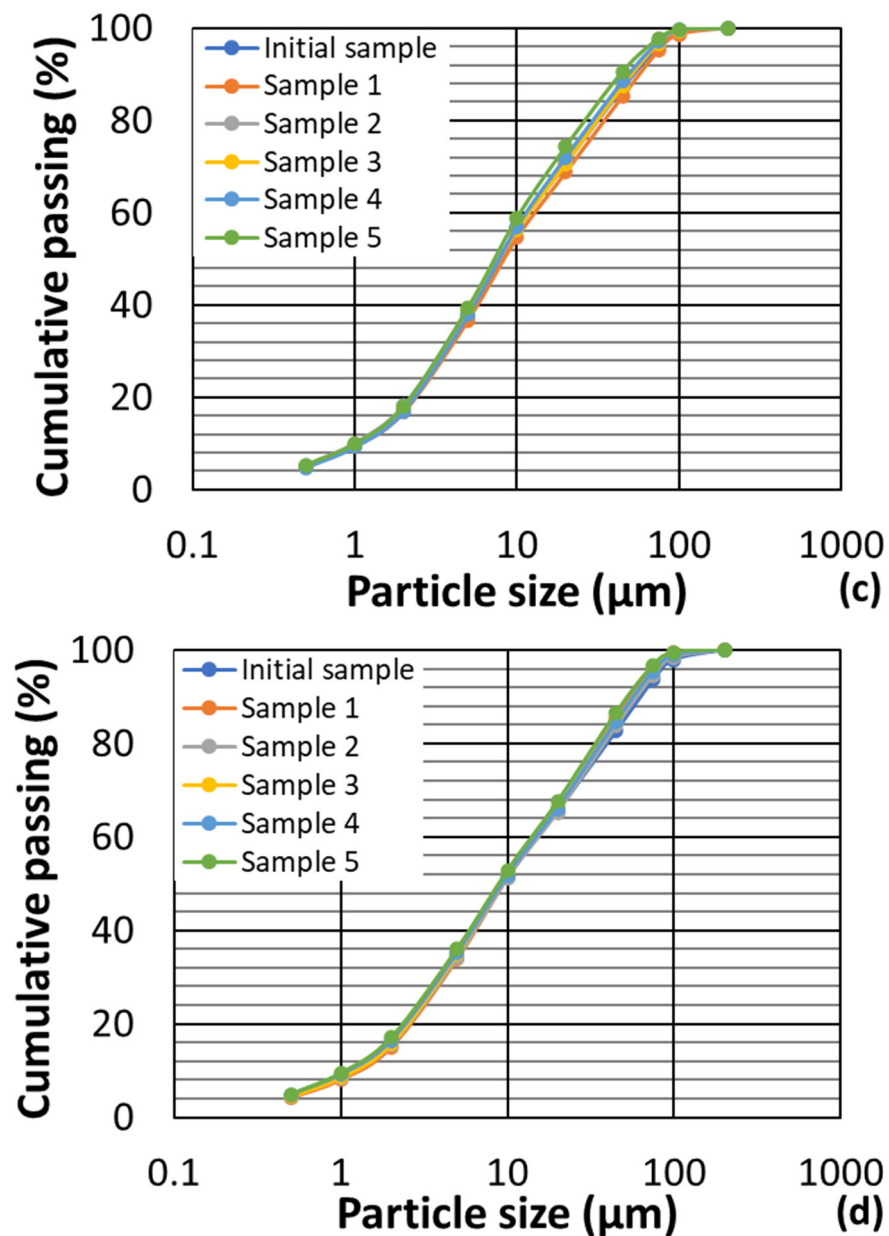 Cumulative passing (%)
100
80
60
40
20
0
Initial sample
Sample 1
Sample 2
Sample 3
Sample 4
Sample 5
0.1 1 10 100 1000
Particle size (µm) (c)
Cumulative passing (%)
100
80
60
40
20
0
Initial sample
Sample 1
Sample 2
Sample 3
Sample 4
Sample 5
0.1 1 10 100 1000
Particle size (µm) (d)